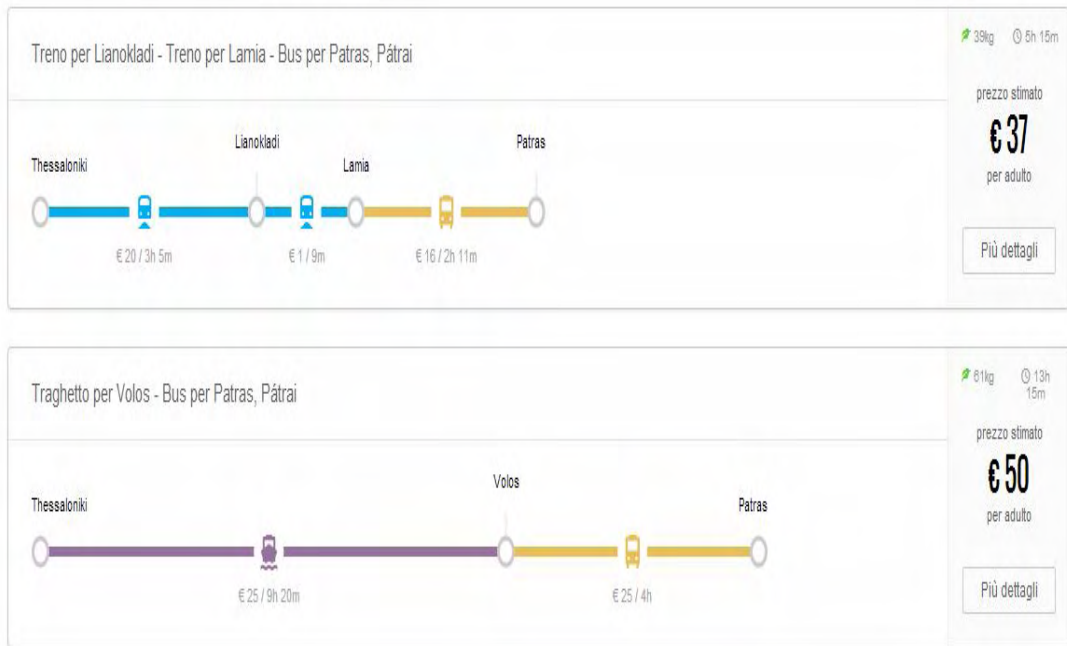 Treno per Lianokladi - Treno per Lamia - Bus per Patras, Pátrai
39kg 5h 15m
prezzo stimato
€ 37
per adulto
Più dettagli
Lianokladi
Patras
Thessaloniki
Lamia
€ 20 / 3h 5m
€ 1 / 9m
€ 16 / 2h 11m
Traghetto per Volos - Bus per Patras, Pátrai
61kg 13h
15m
prezzo stimato
€ 50
per adulto
Più dettagli
Volos
Thessaloniki
Patras
€ 25 / 9h 20m
€ 25 / 4h